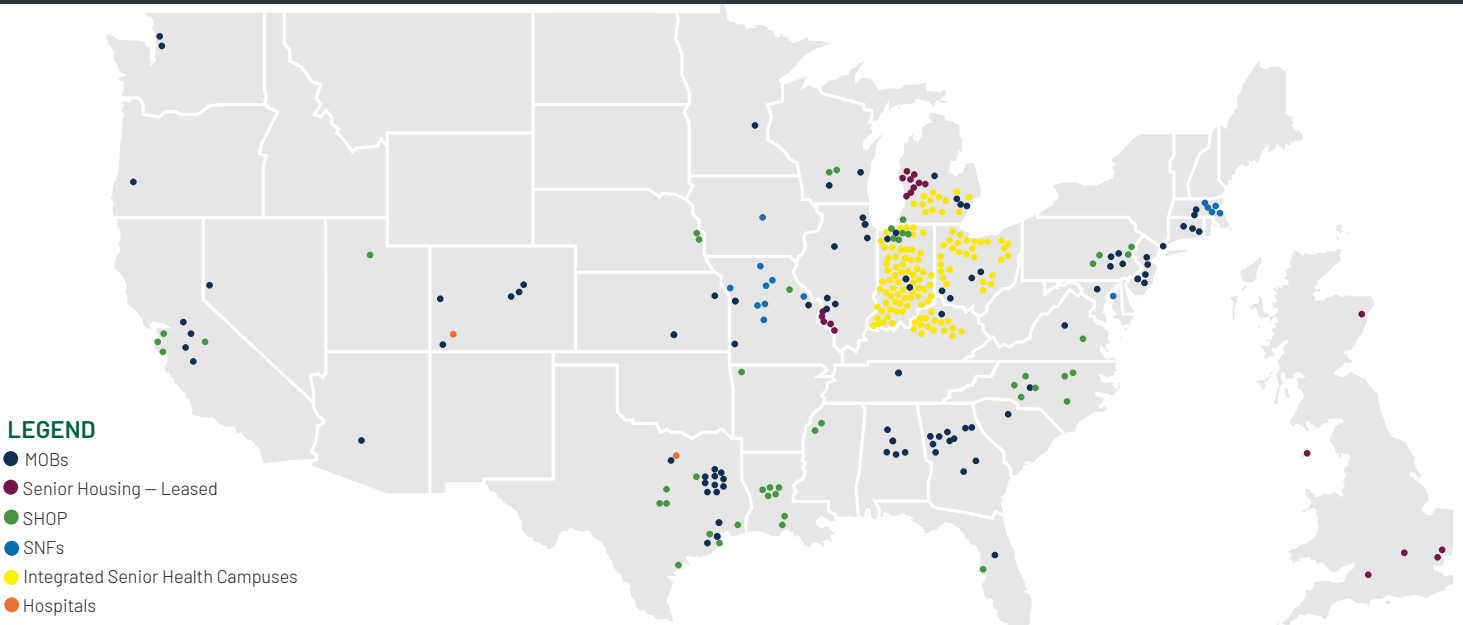 LEGEND
MOBs
Senior Housing — Leased
SHOP
SNFs
Integrated Senior Health Campuses
Hospitals